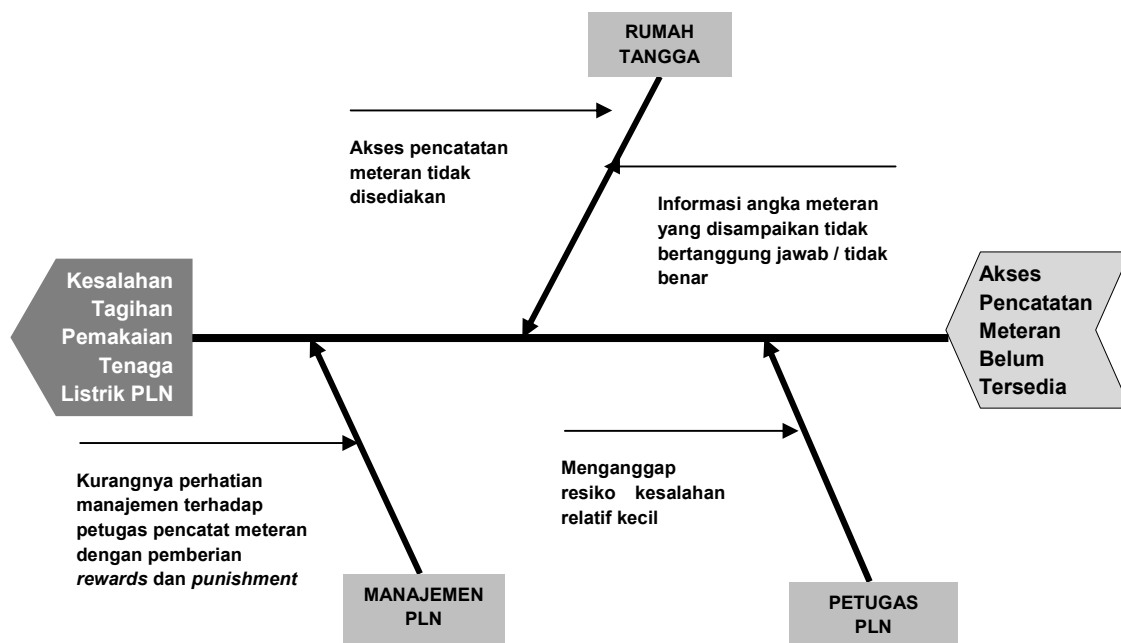 RUMAH
TANGGA
Akses pencatatan
meteran tidak
disediakan
Informasi angka meteran
yang disampaikan tidak
bertanggung jawab / tidak
benar
Kesalahan
Tagihan
Pemakaian
Tenaga
Listrik PLN
Akses
Pencatatan
Meteran
Belum
Tersedia
Kurangnya perhatian
manajemen terhadap
petugas pencatat meteran
dengan pemberian
rewards dan punishment
Menganggap
resiko kesalahan
relatif kecil
MANAJEMEN
PLN
PETUGAS
PLN